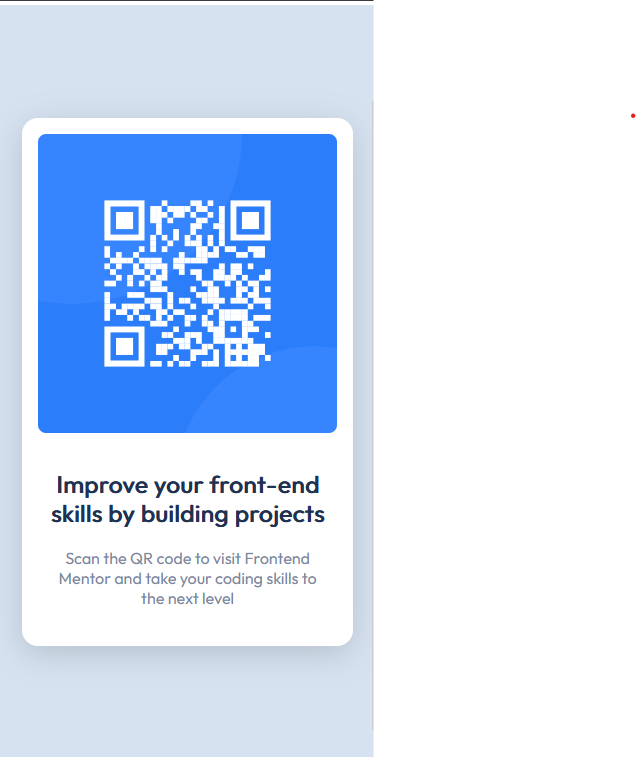 Improve your front-end
skills by building projects
Scan the QR code to visit Frontend
Mentor and take your coding skills to
the next level